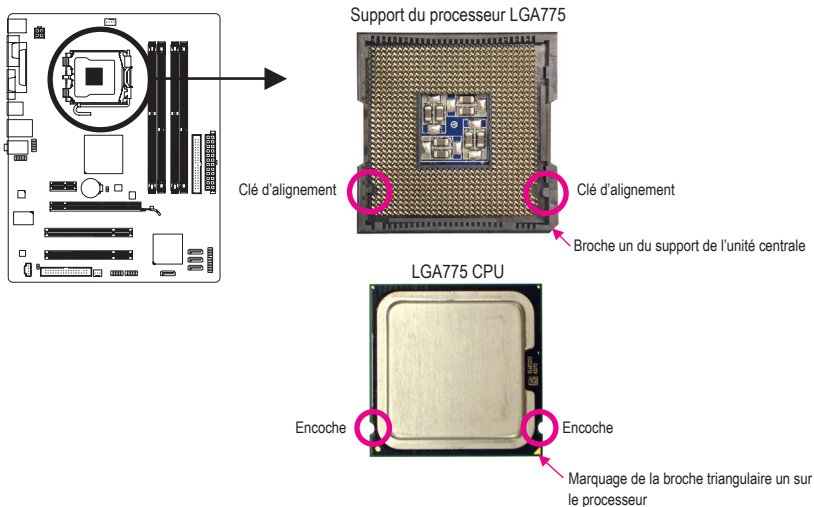 Support du processeur LGA775
Clé d'alignement
Clé d'alignement
Broche un du support de l'unité centrale
LGA775 CPU
Encoche
Encoche
Marquage de la broche triangulaire un sur
le processeur